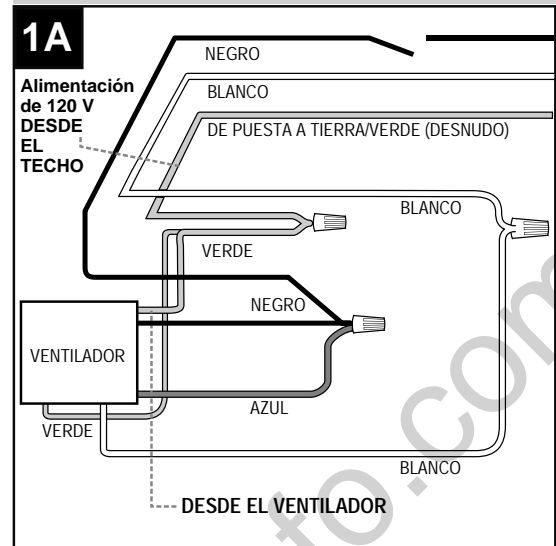 1A
NEGRO
Alimentación
de 120 V
DESDE
EL
TECHO
BLANCO
DE PUESTA A TIERRA/VERDE (DESNUDO)
BLANCO
VERDE
NEGRO
VENTILADOR
AZUL
VERDE
BLANCO
DESDE EL VENTILADOR